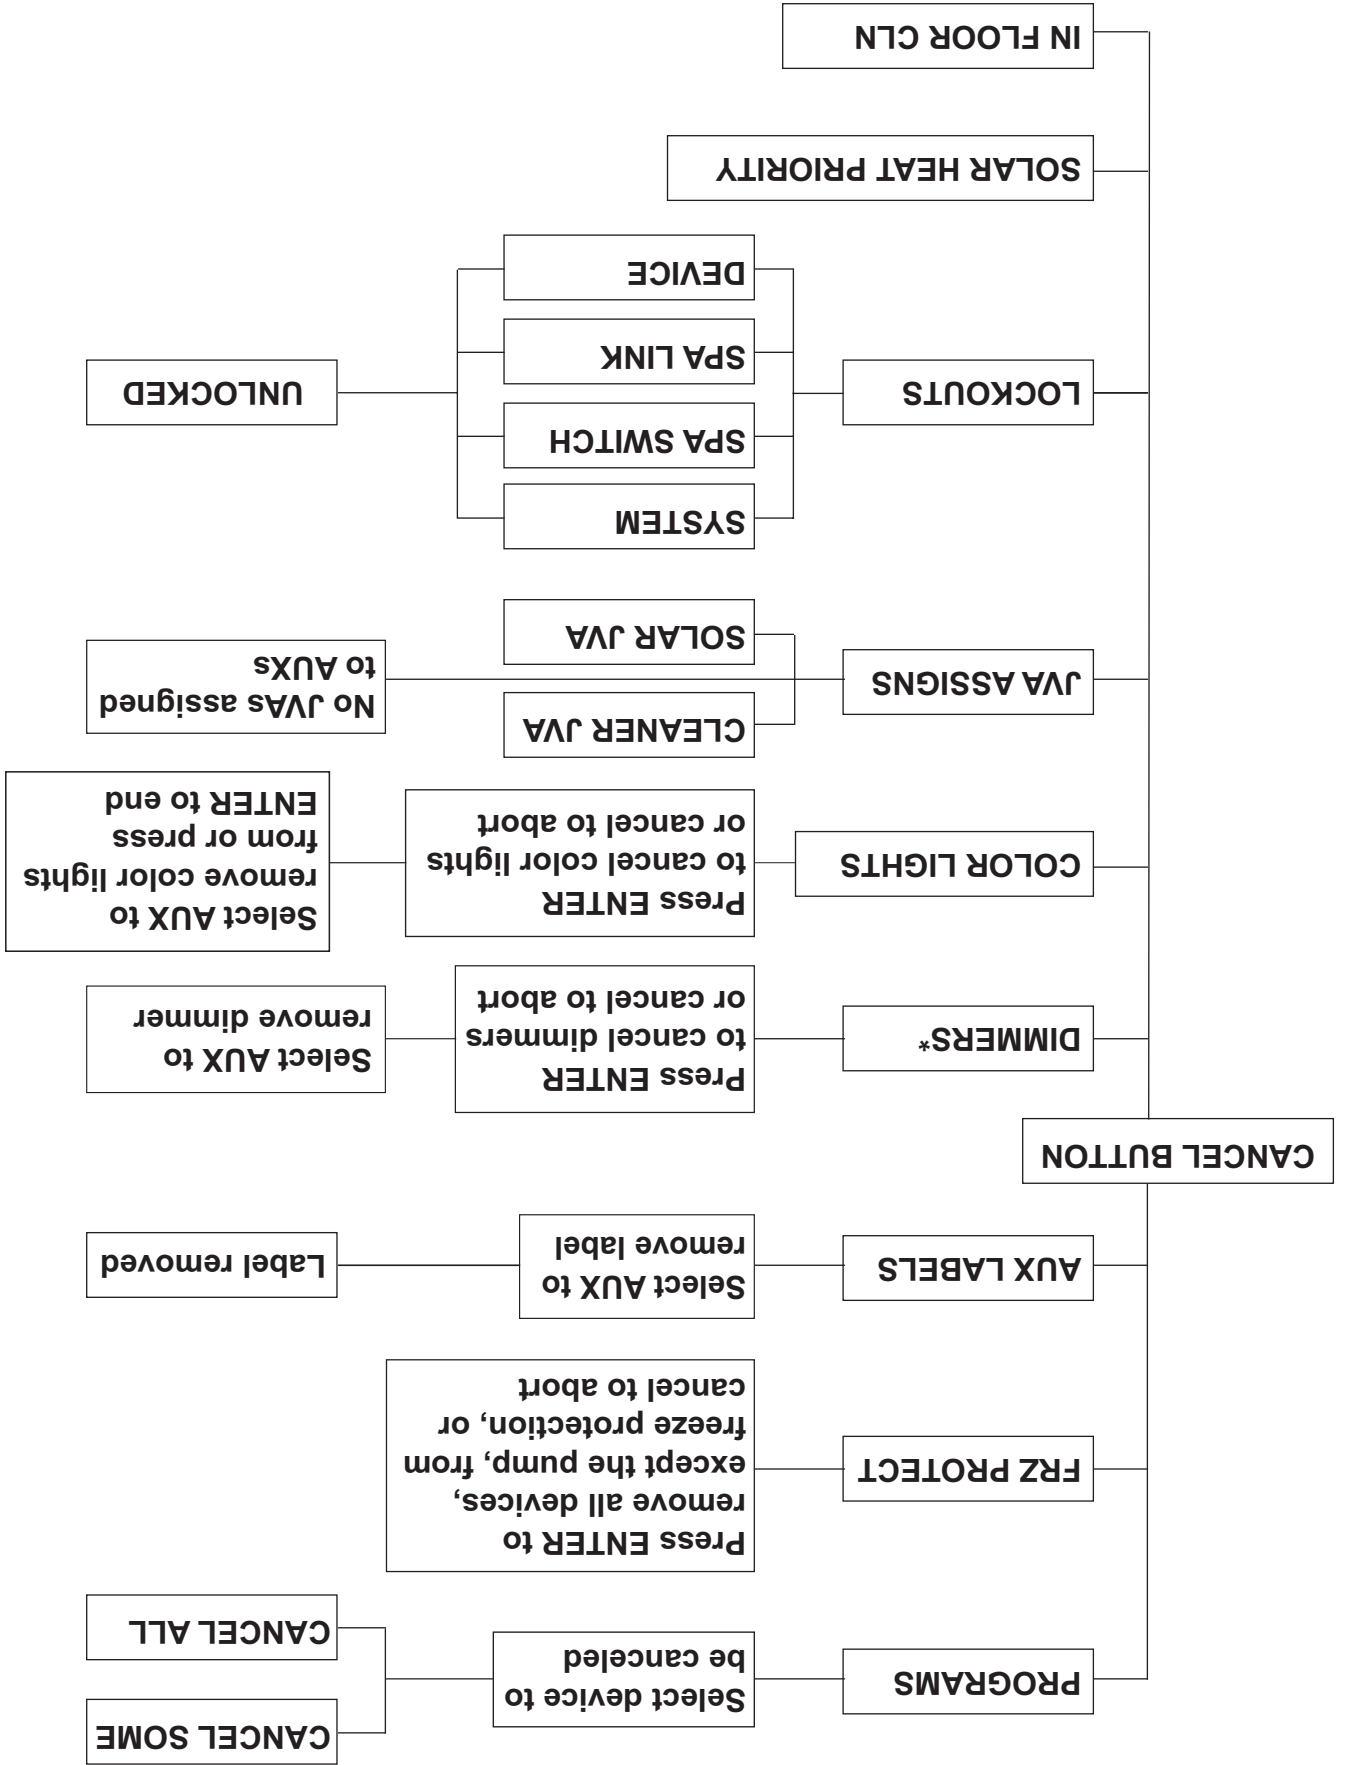 CANCEL BUTTON
PROGRAMS
Select device to
be canceled
CANCEL SOME
CANCEL ALL
FRZ PROTECT
Press ENTER to
remove all devices,
except the pump, from
freeze protection, or
cancel to abort
AUX LABELS
Select AUX to
remove label
Label removed
DIMMERS*
Press ENTER
to cancel dimmers
or cancel to abort
Select AUX to
remove dimmer
COLOR LIGHTS
Press ENTER
to cancel color lights
or cancel to abort
Select AUX to
remove color lights
from or press
ENTER to end
JVA ASSIGNS
CLEANER JVA
SOLAR JVA
No JVAs assigned
to AUXs
LOCKOUTS
SYSTEM
SPA SWITCH
SPA LINK
DEVICE
UNLOCKED
SOLAR HEAT PRIORITY
IN FLOOR CLN